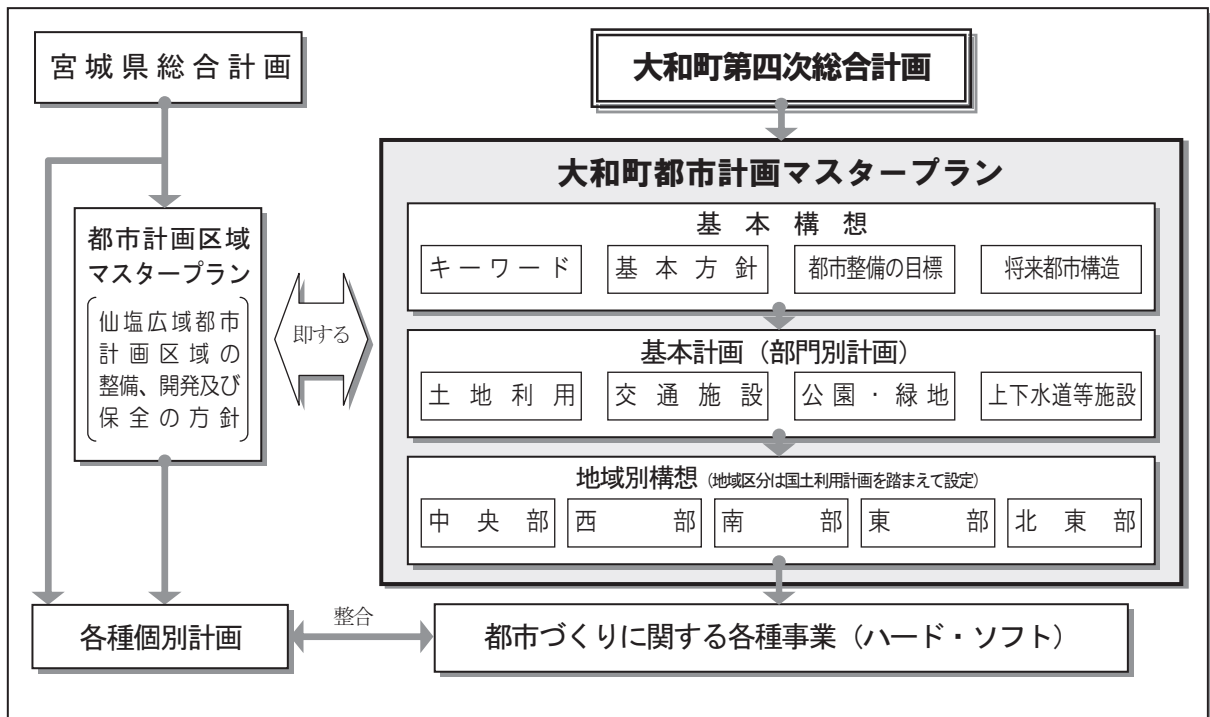 宮城県総合計画
大和町第四次総合計画
大和町都市計画マスタープラン
基本構想
キーワード
基本方針
都市整備の目標
将来都市構造
基本計画（部門別計画）
土地利用
交通施設
公園・緑地
上下水道等施設
地域別構想（地域区分は国土利用計画を踏まえて設定）
中央部
西部
南部
東部
北東部
都市計画区域
マスタープラン
仙塩広域都市
計画区域の
整備、開発及び
保全の方針
即する
各種個別計画
整合
都市づくりに関する各種事業（ハード・ソフト）